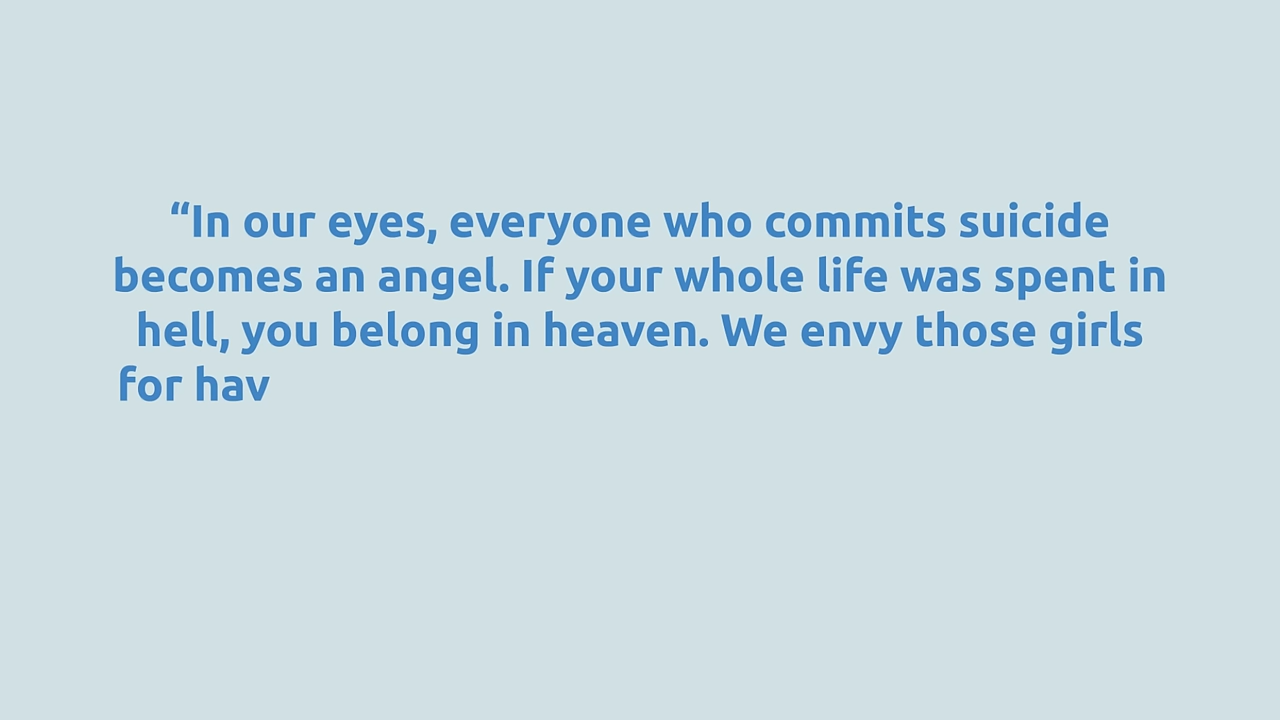 “In our eyes, everyone who commits suicide
becomes an angel. If your whole life was spent in
hell, you belong in heaven. We envy those girls
for hav